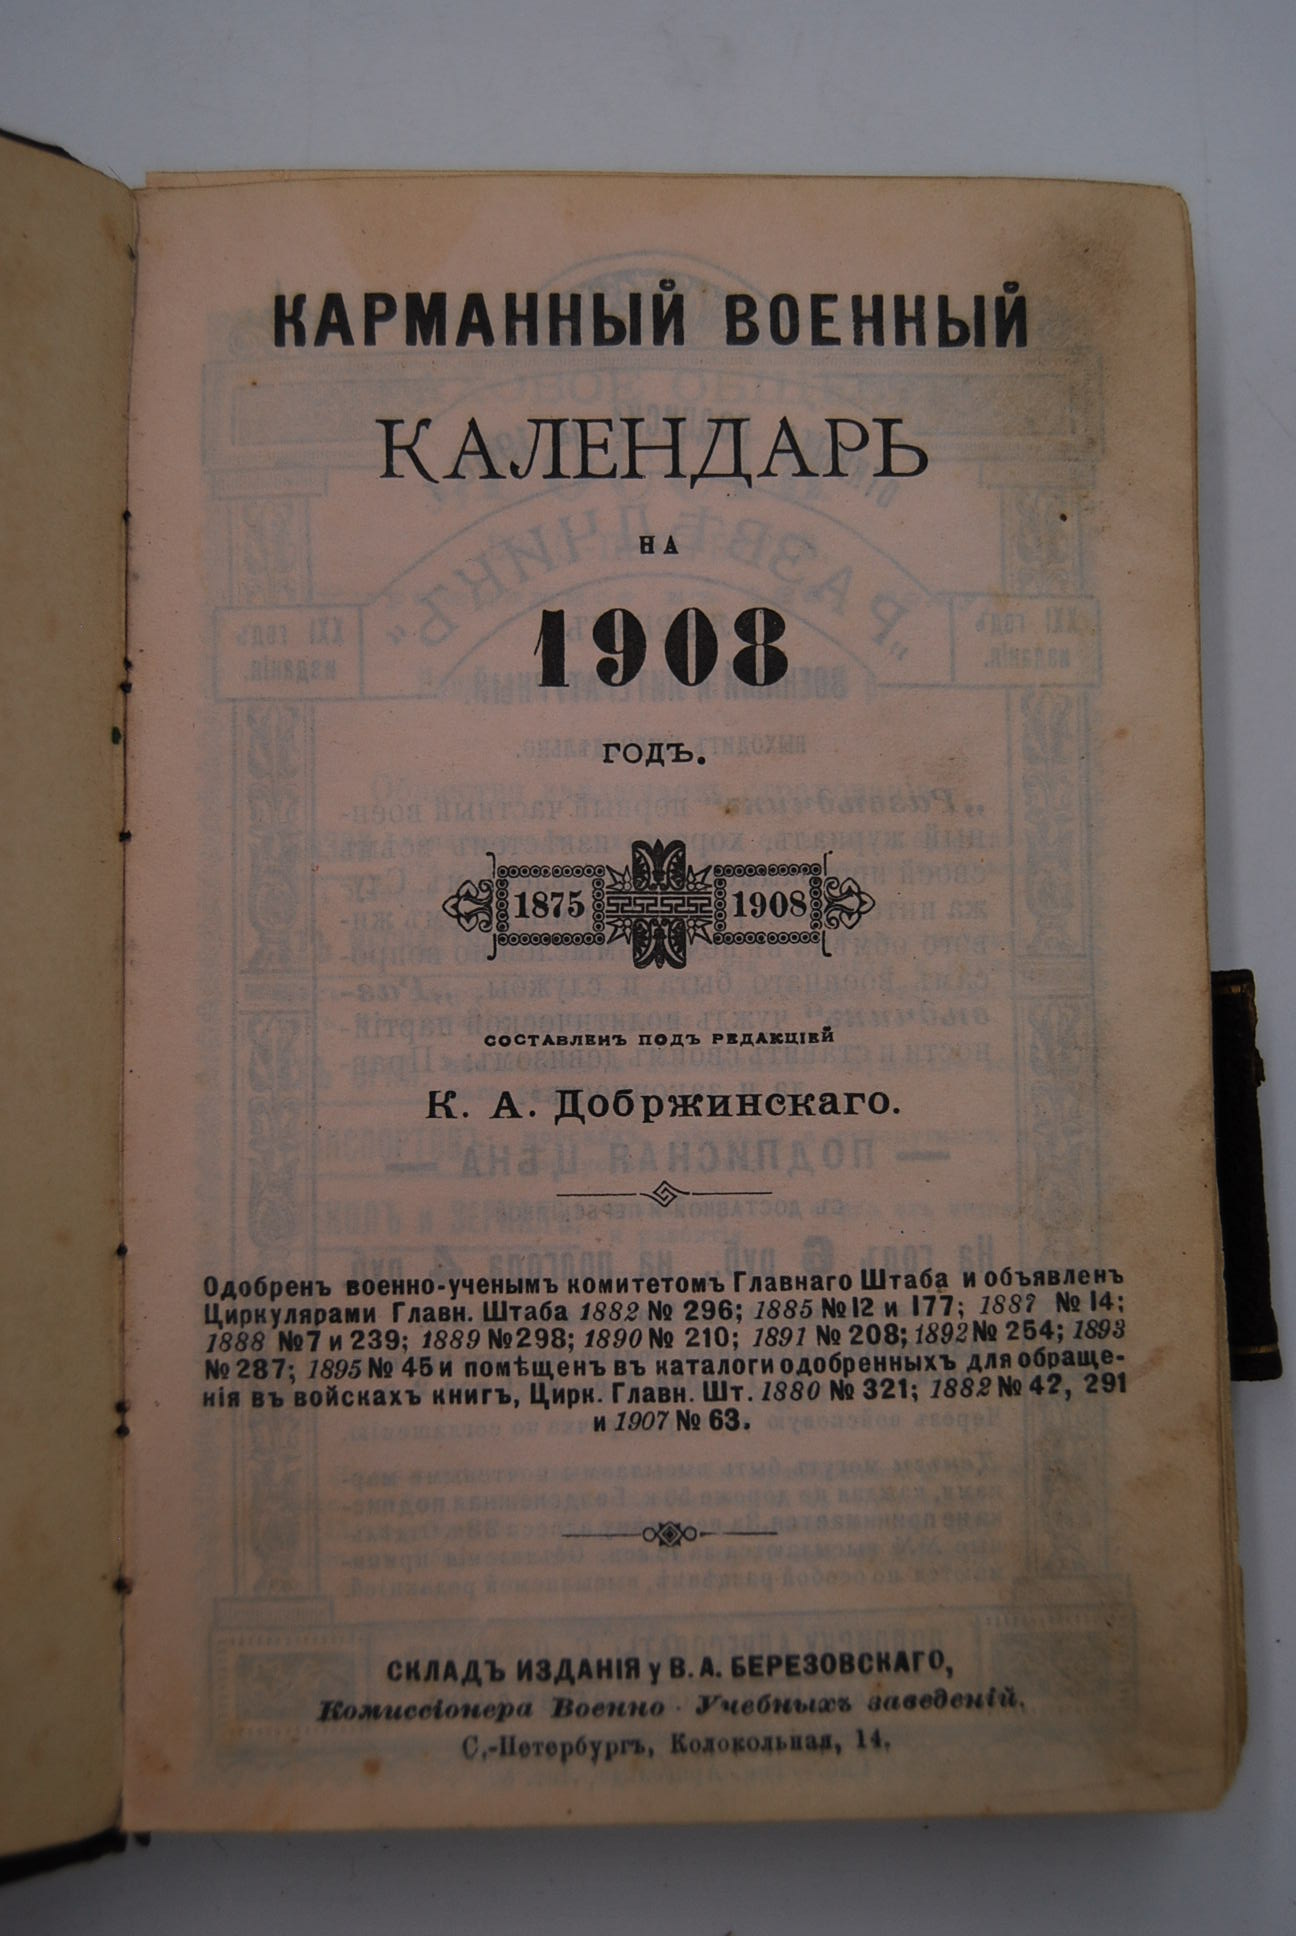 КАРМАННЫЙ ВОЕННЫЙ
КАЛЕНДАРЬ
НА
1908
ГОДЪ.
1875 1908
СОСТАВЛЕНЪ ПОДЪ РЕДАКЦІЕЙ
К. А. Добржинскаго.
Одобренъ военно-ученымъ комитетомъ Главнаго Штаба и объявленъ
Циркулярами Главн. Штаба 1882 № 296; 1885 № 12 и 177; 1887 № 14;
1888 № 7 и 239; 1889 № 298; 1890 № 210; 1891 № 208; 1892 № 254; 1893
№ 287; 1895 № 45 и помѣщенъ въ каталоги одобренныхъ для обраще-
нія въ войскахъ книгъ, Цирк. Главн. Шт. 1880 № 321; 1882 № 42, 291
и 1907 № 63.
СКЛАДЪ ИЗДАНІЯ у В. А. БЕРЕЗОВСКАГО,
Комиссіонера Военно-Учебныхъ заведеній.
С.-Петербургъ, Колокольная, 14.